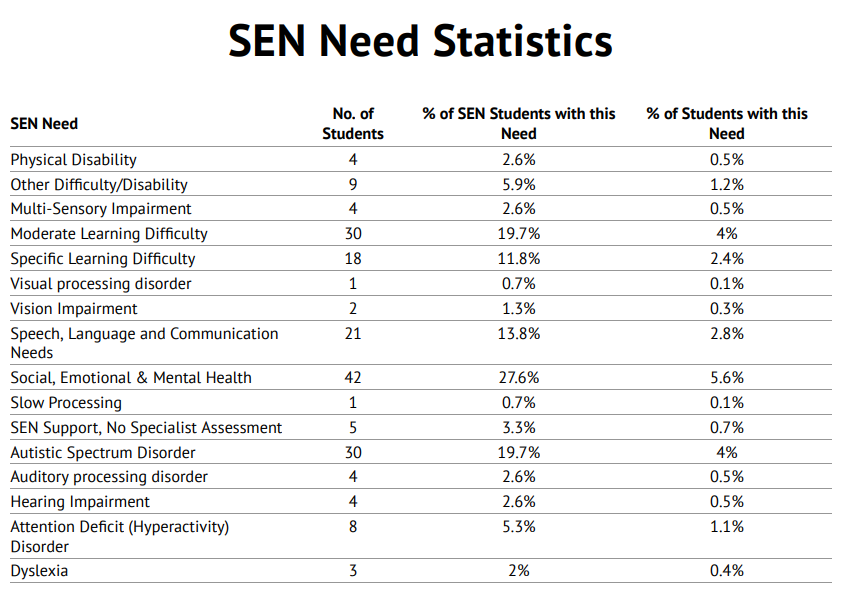 SEN Need Statistics
SEN Need No. of Students % of SEN Students with this Need % of Students with this Need
Physical Disability 4 2.6% 0.5%
Other Difficulty/Disability 9 5.9% 1.2%
Multi-Sensory Impairment 4 2.6% 0.5%
Moderate Learning Difficulty 30 19.7% 4%
Specific Learning Difficulty 18 11.8% 2.4%
Visual processing disorder 1 0.7% 0.1%
Vision Impairment 2 1.3% 0.3%
Speech, Language and Communication Needs 21 13.8% 2.8%
Social, Emotional & Mental Health 42 27.6% 5.6%
Slow Processing 1 0.7% 0.1%
SEN Support, No Specialist Assessment 5 3.3% 0.7%
Autistic Spectrum Disorder 30 19.7% 4%
Auditory processing disorder 4 2.6% 0.5%
Hearing Impairment 4 2.6% 0.5%
Attention Deficit (Hyperactivity) Disorder 8 5.3% 1.1%
Dyslexia 3 2% 0.4%